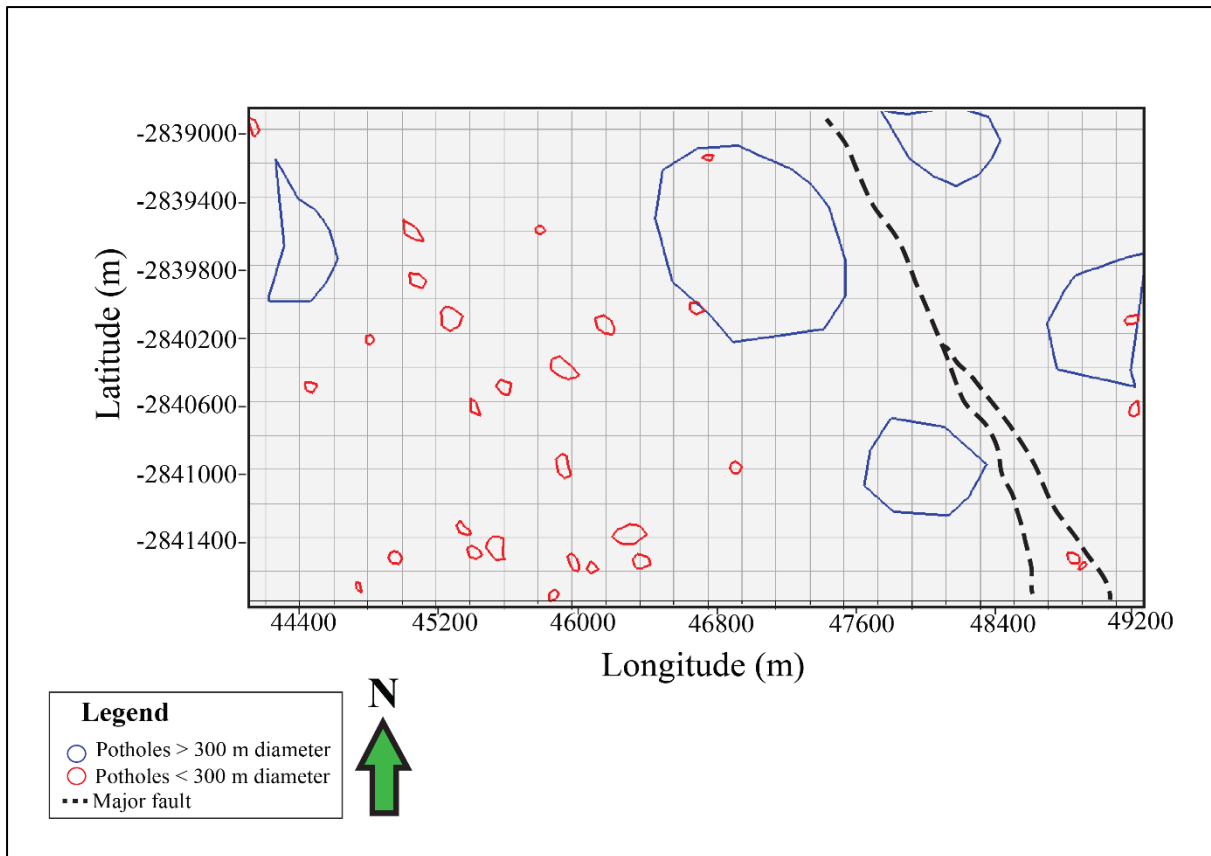 Latitude (m)
-2839000
-2839400
-2839800
-2840200
-2840600
-2841000
-2841400
44400 45200 46000 46800 47600 48400 49200
Longitude (m)
N
Legend
Potholes > 300 m diameter
Potholes < 300 m diameter
Major fault